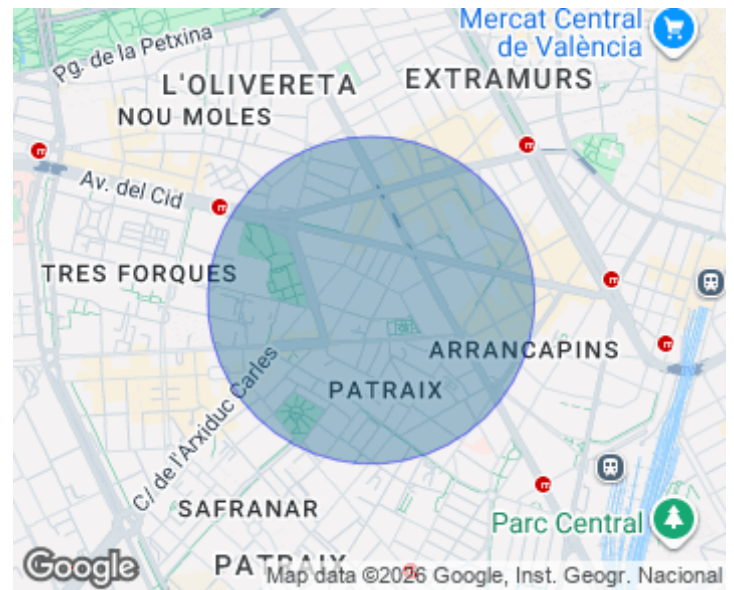 Mercat Central
de València
Pg. de la Petxina
L'OLIVERETA
EXTRAMURS
NOU MOLES
Av. del Cid
TRES FORQUES
ARRANCAPINS
C/ de l'Arxiduc Carles
PATRAIX
SAFRANAR
Parc Central
PATRAIX
Google
Map data ©2026 Google, Inst. Geogr. Nacional